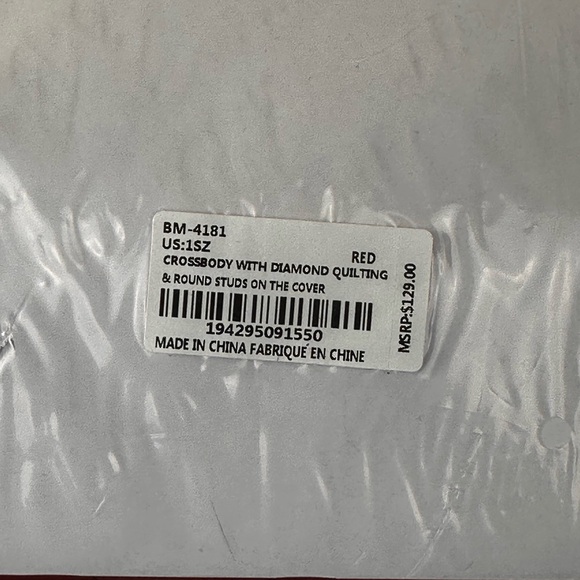 BM-4181
US:1SZ
RED
CROSSBODY WITH DIAMOND QUILTING
& ROUND STUDS ON THE COVER
194295091550
MADE IN CHINA FABRIQUÉ EN CHINE
MSRP:$129.00